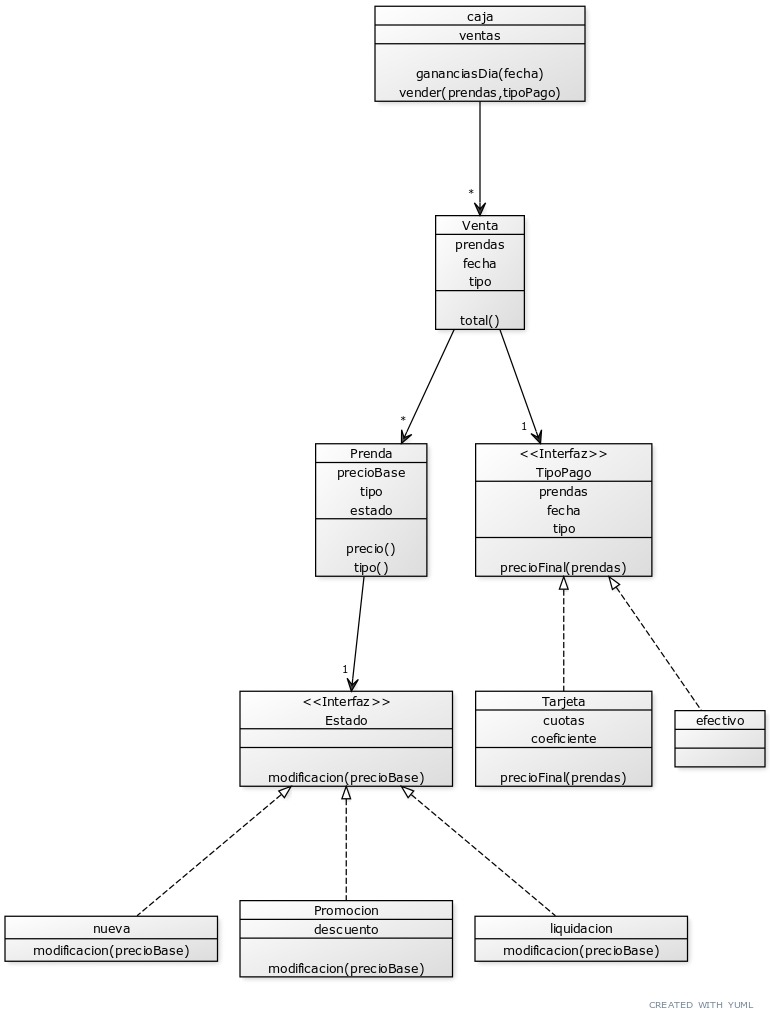 caja
ventas
gananciasDia(fecha)
vender(prendas,tipoPago)
*
Venta
prendas
fecha
tipo
total()
*
1
Prenda
precioBase
tipo
estado
precio()
tipo()
<<Interfaz>>
TipoPago
prendas
fecha
tipo
precioFinal(prendas)
1
<<Interfaz>>
Estado
modificacion(precioBase)
Tarjeta
cuotas
coeficiente
precioFinal(prendas)
efectivo
nueva
modificacion(precioBase)
Promocion
descuento
modificacion(precioBase)
liquidacion
modificacion(precioBase)
CREATED WITH YUML